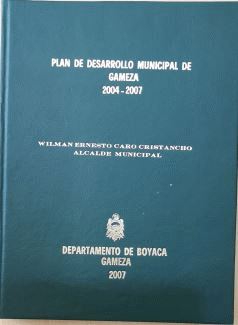 PLAN DE DESARROLLO MUNICIPAL DE
GAMEZA
2004-2007
WILMAN ERNESTO CARO CRISTANCHO
ALCALDE MUNICIPAL
DEPARTAMENTO DE BOYACA
GAMEZA
2007